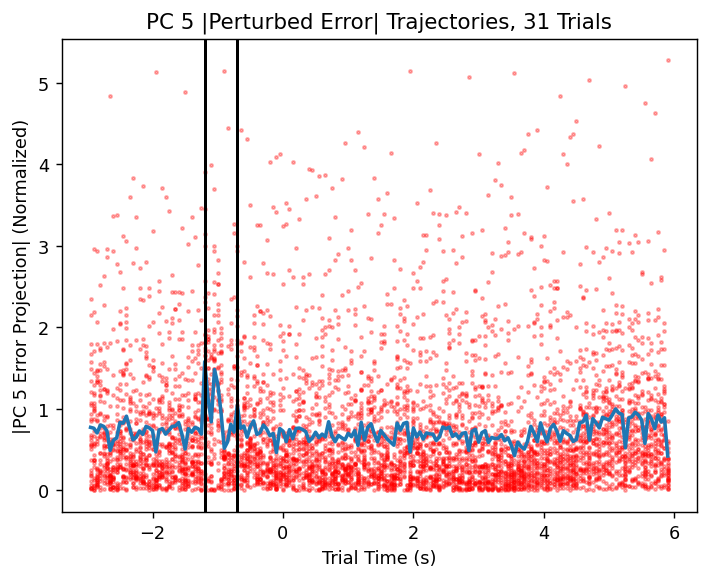 PC 5 |Perturbed Error| Trajectories, 31 Trials
|PC 5 Error Projection| (Normalized)
5
4
3
2
1
0
−2 0 2 4 6
Trial Time (s)